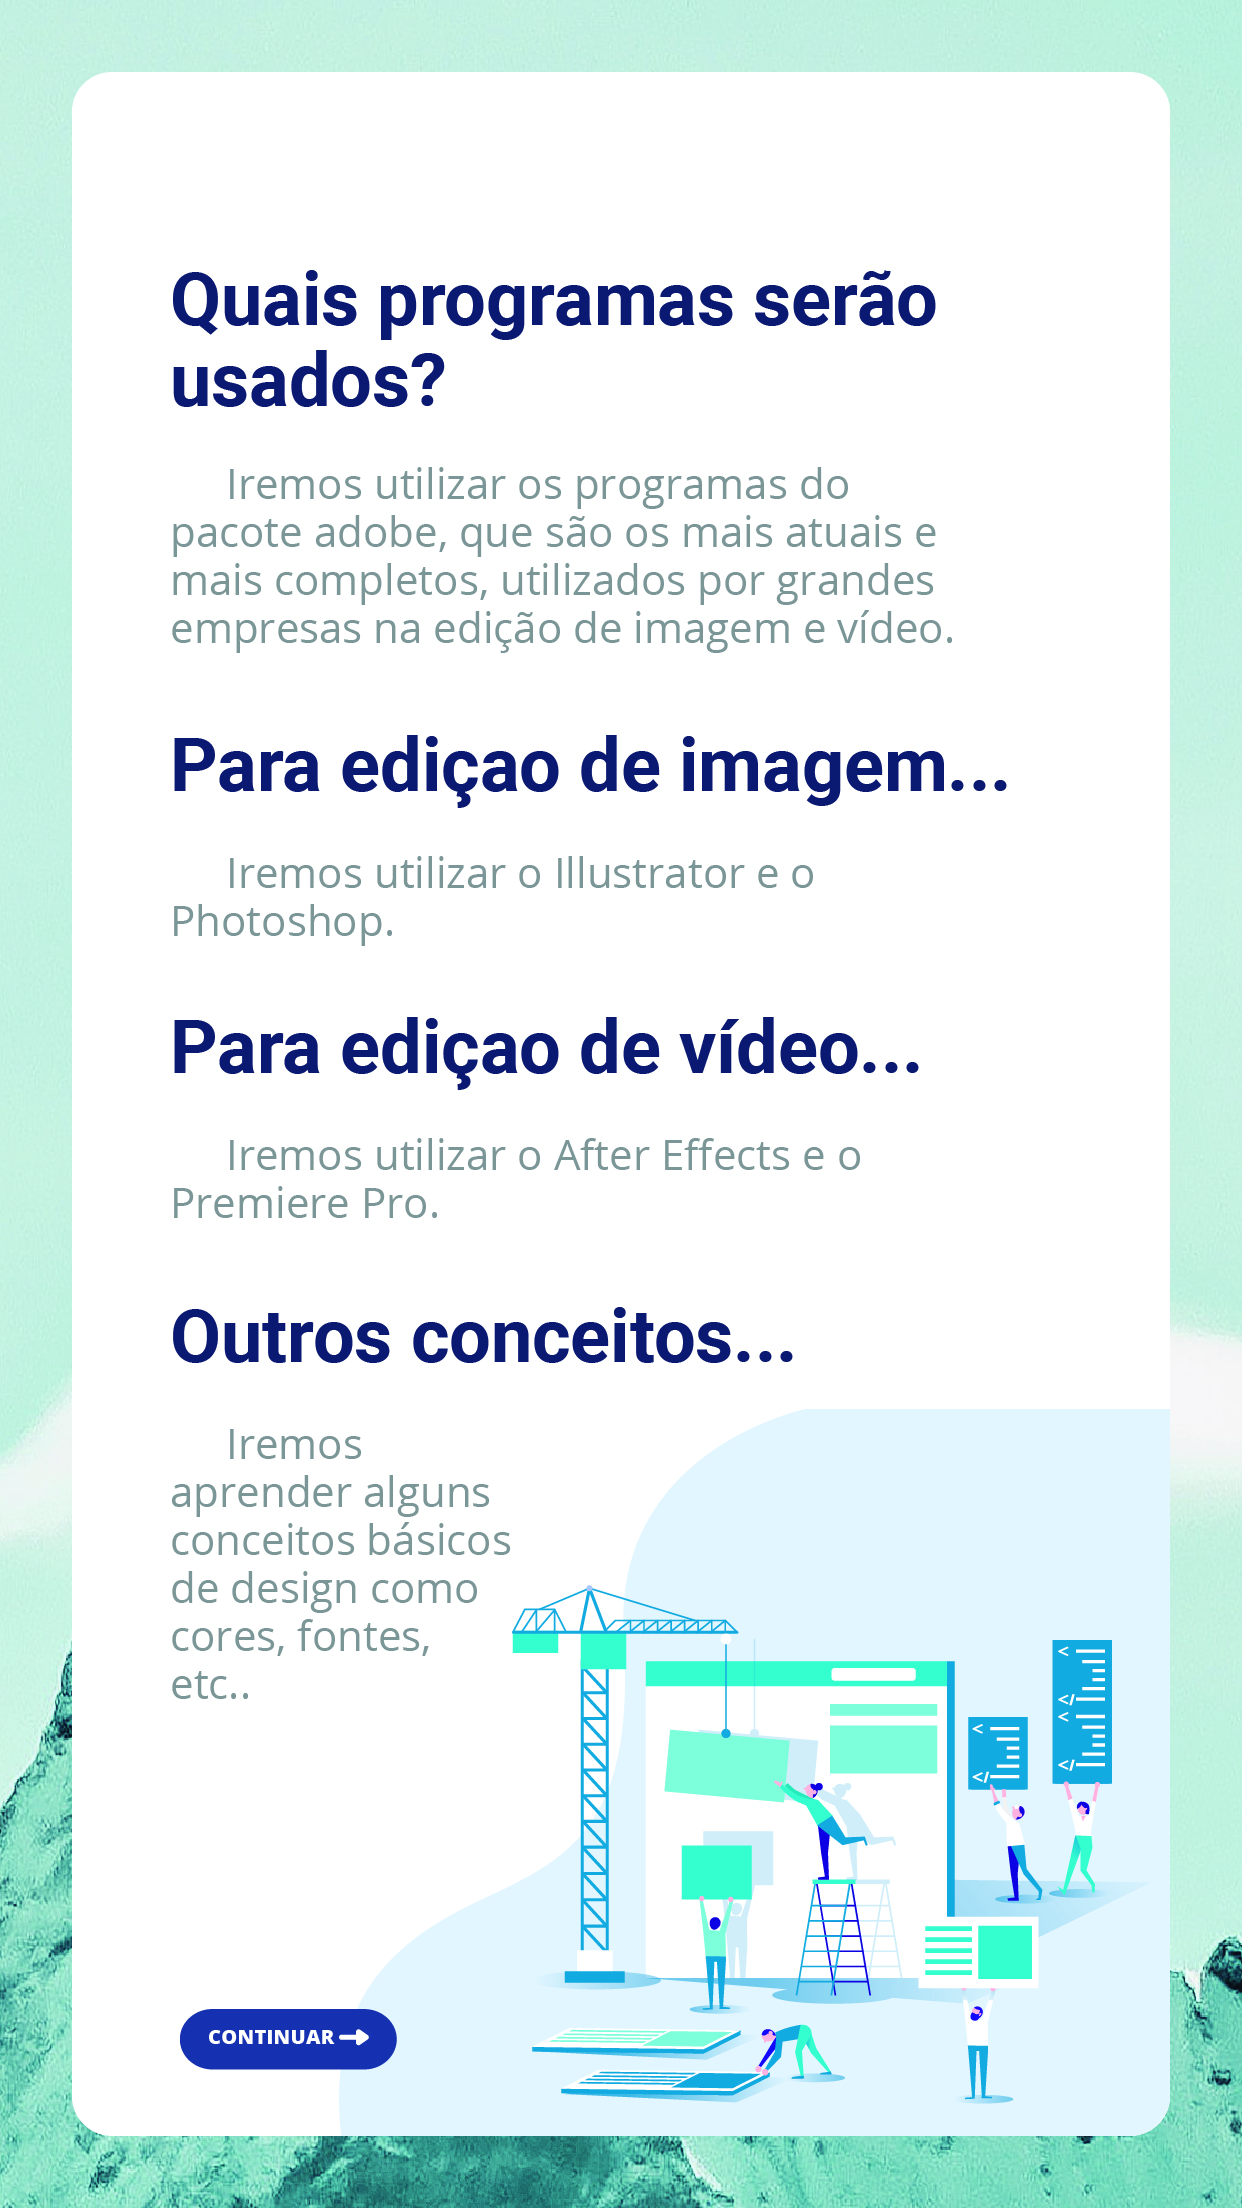 Quais programas serão
usados?
Iremos utilizar os programas do
pacote adobe, que são os mais atuais e
mais completos, utilizados por grandes
empresas na edição de imagem e vídeo.
Para ediçao de imagem...
Iremos utilizar o Illustrator e o
Photoshop.
Para ediçao de vídeo...
Iremos utilizar o After Effects e o
Premiere Pro.
Outros conceitos...
Iremos
aprender alguns
conceitos básicos
de design como
cores, fontes,
etc..
<
</
<
</
<
</
CONTINUAR